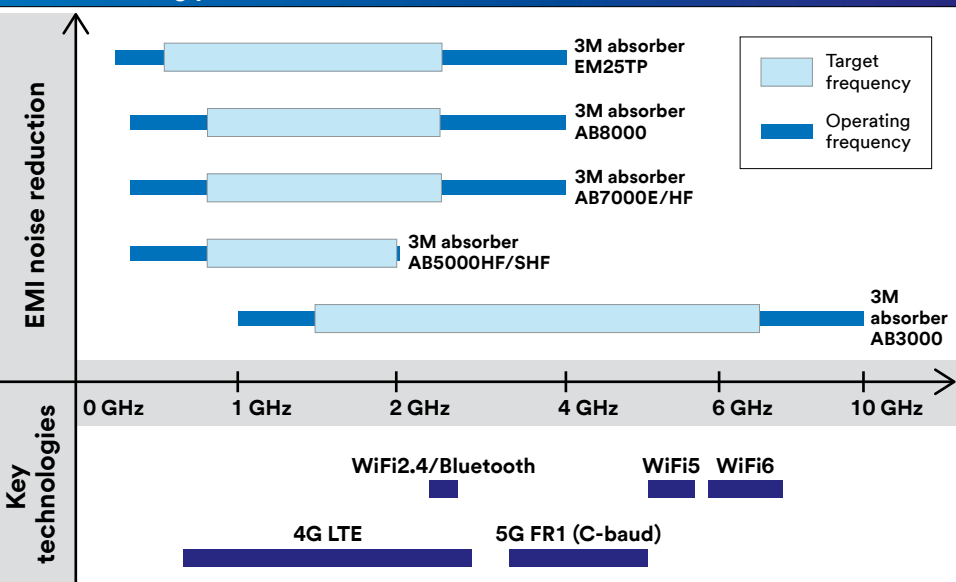 3M absorber
EM25TP
3M absorber
AB8000
3M absorber
AB7000E/HF
3M absorber
AB5000HF/SHF
3M
absorber
AB3000
Target
frequency
Operating
frequency
EMI noise reduction
0 GHz
1 GHz
2 GHz
4 GHz
6 GHz
10 GHz
Key
technologies
WiFi2.4/Bluetooth
WiFi5
WiFi6
4G LTE
5G FR1 (C-baud)